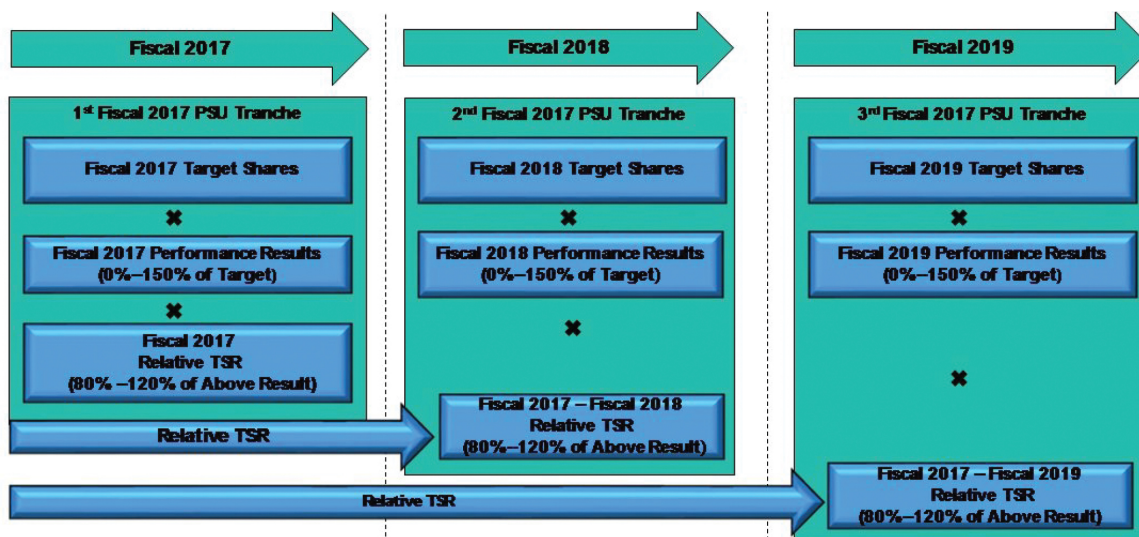 Fiscal 2017
Fiscal 2018
Fiscal 2019
1st Fiscal 2017 PSU Tranche
Fiscal 2017 Target Shares
×
Fiscal 2017 Performance Results
(0%–150% of Target)
×
Fiscal 2017
Relative TSR
(80% –120% of Above Result)
2nd Fiscal 2017 PSU Tranche
Fiscal 2018 Target Shares
×
Fiscal 2018 Performance Results
(0%–150% of Target)
×
Fiscal 2017 – Fiscal 2018
Relative TSR
(80%–120% of Above Result)
3rd Fiscal 2017 PSU Tranche
Fiscal 2019 Target Shares
×
Fiscal 2019 Performance Results
(0%–150% of Target)
×
Fiscal 2017 – Fiscal 2019
Relative TSR
(80%–120% of Above Result)
Relative TSR
Relative TSR